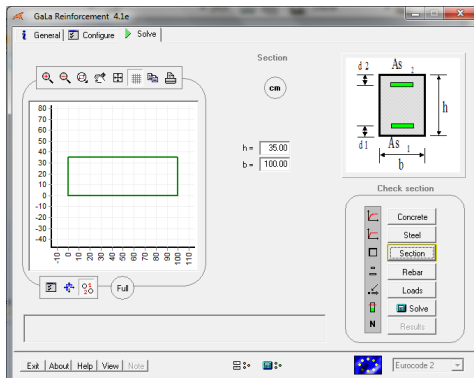 GaLa Reinforcement 4.1e
General Configure Solve
Section
cm
h = 35.00
b = 100.00
80
70
60
50
40
30
20
10
0
-10
-20
-30
-40
-10 0 10 20 30 40 50 60 70 80 90 100 110
Full
d 2 As 2
h
d1 As 1
b
Check section
Concrete
Steel
Section
Rebar
Loads
Solve
N Results
Exit About Help View Note
Eurocode 2